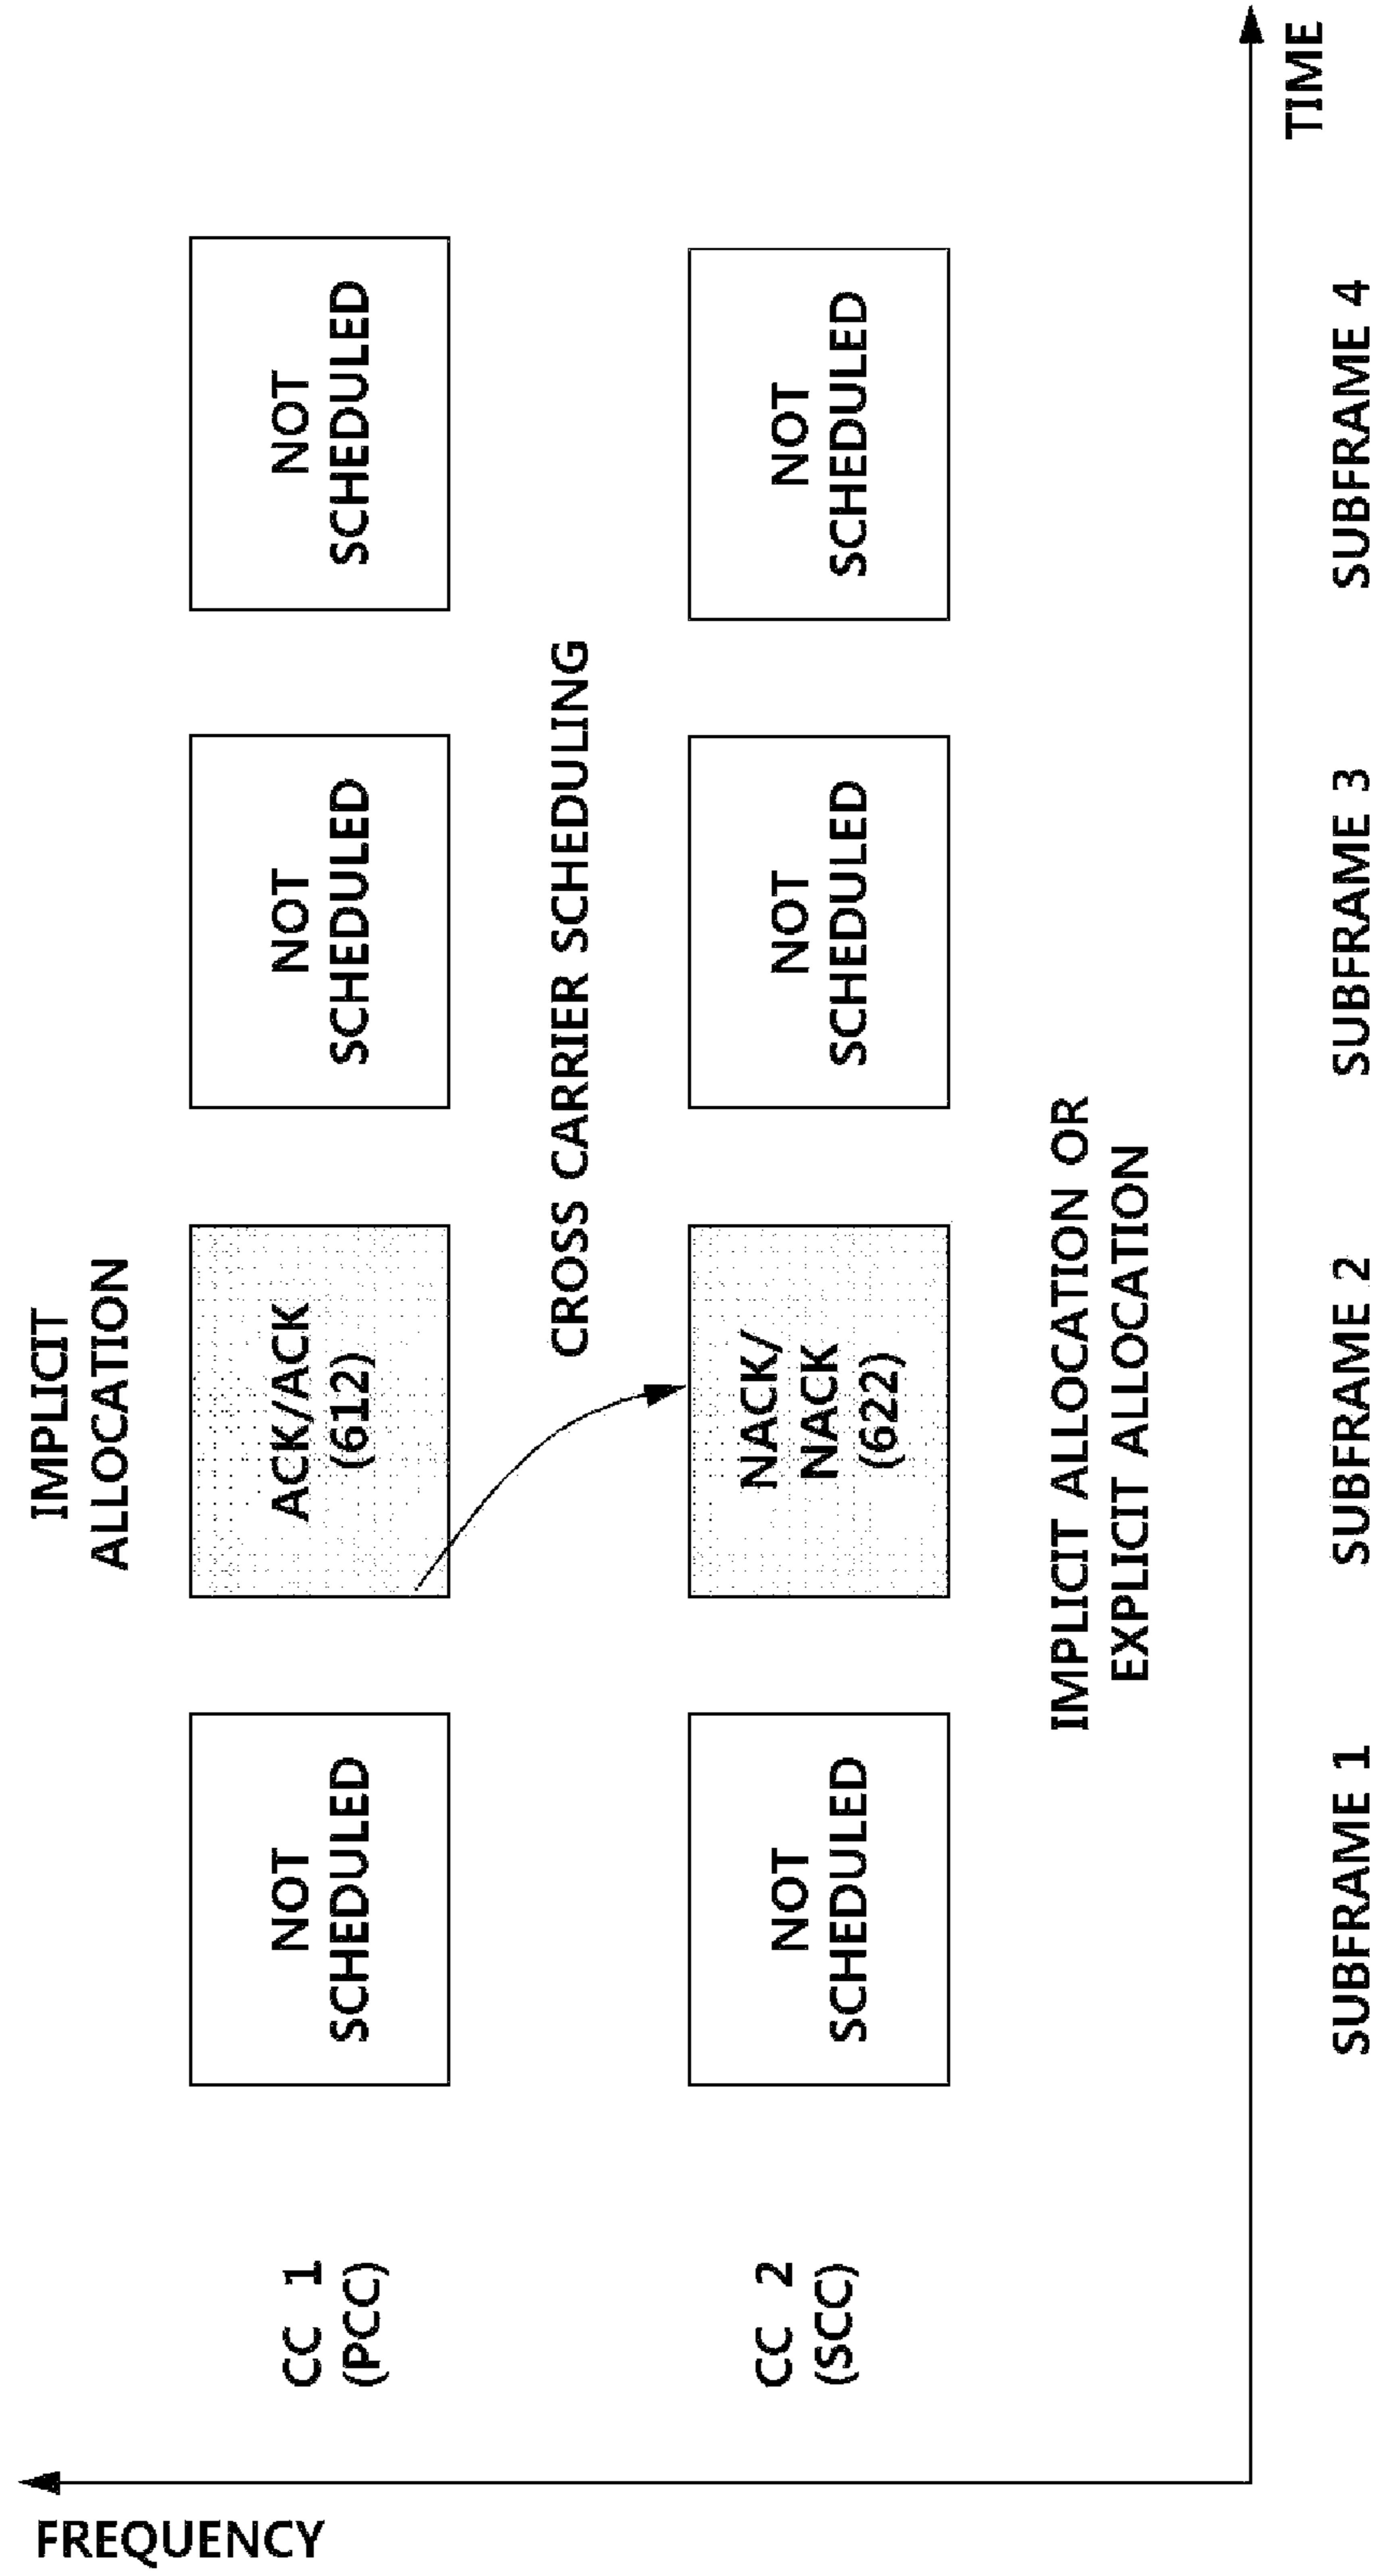 FREQUENCY
IMPLICIT
ALLOCATION
CC 1
(PCC)
NOT
SCHEDULED
ACK/ACK
(612)
NOT
SCHEDULED
NOT
SCHEDULED
CROSS CARRIER SCHEDULING
CC 2
(SCC)
NOT
SCHEDULED
NACK/
NACK
(622)
NOT
SCHEDULED
NOT
SCHEDULED
IMPLICIT ALLOCATION OR
EXPLICIT ALLOCATION
TIME
SUBFRAME 1
SUBFRAME 2
SUBFRAME 3
SUBFRAME 4